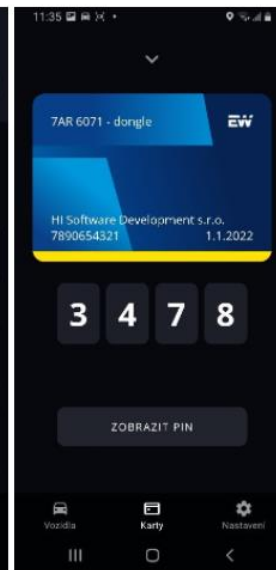 11:35
7AR 6071 - dongle
EW
HI Software Development s.r.o.
7890654321 1.1.2022
3 4 7 8
ZOBRAZIT PIN
Vozidla Karty Nastavení